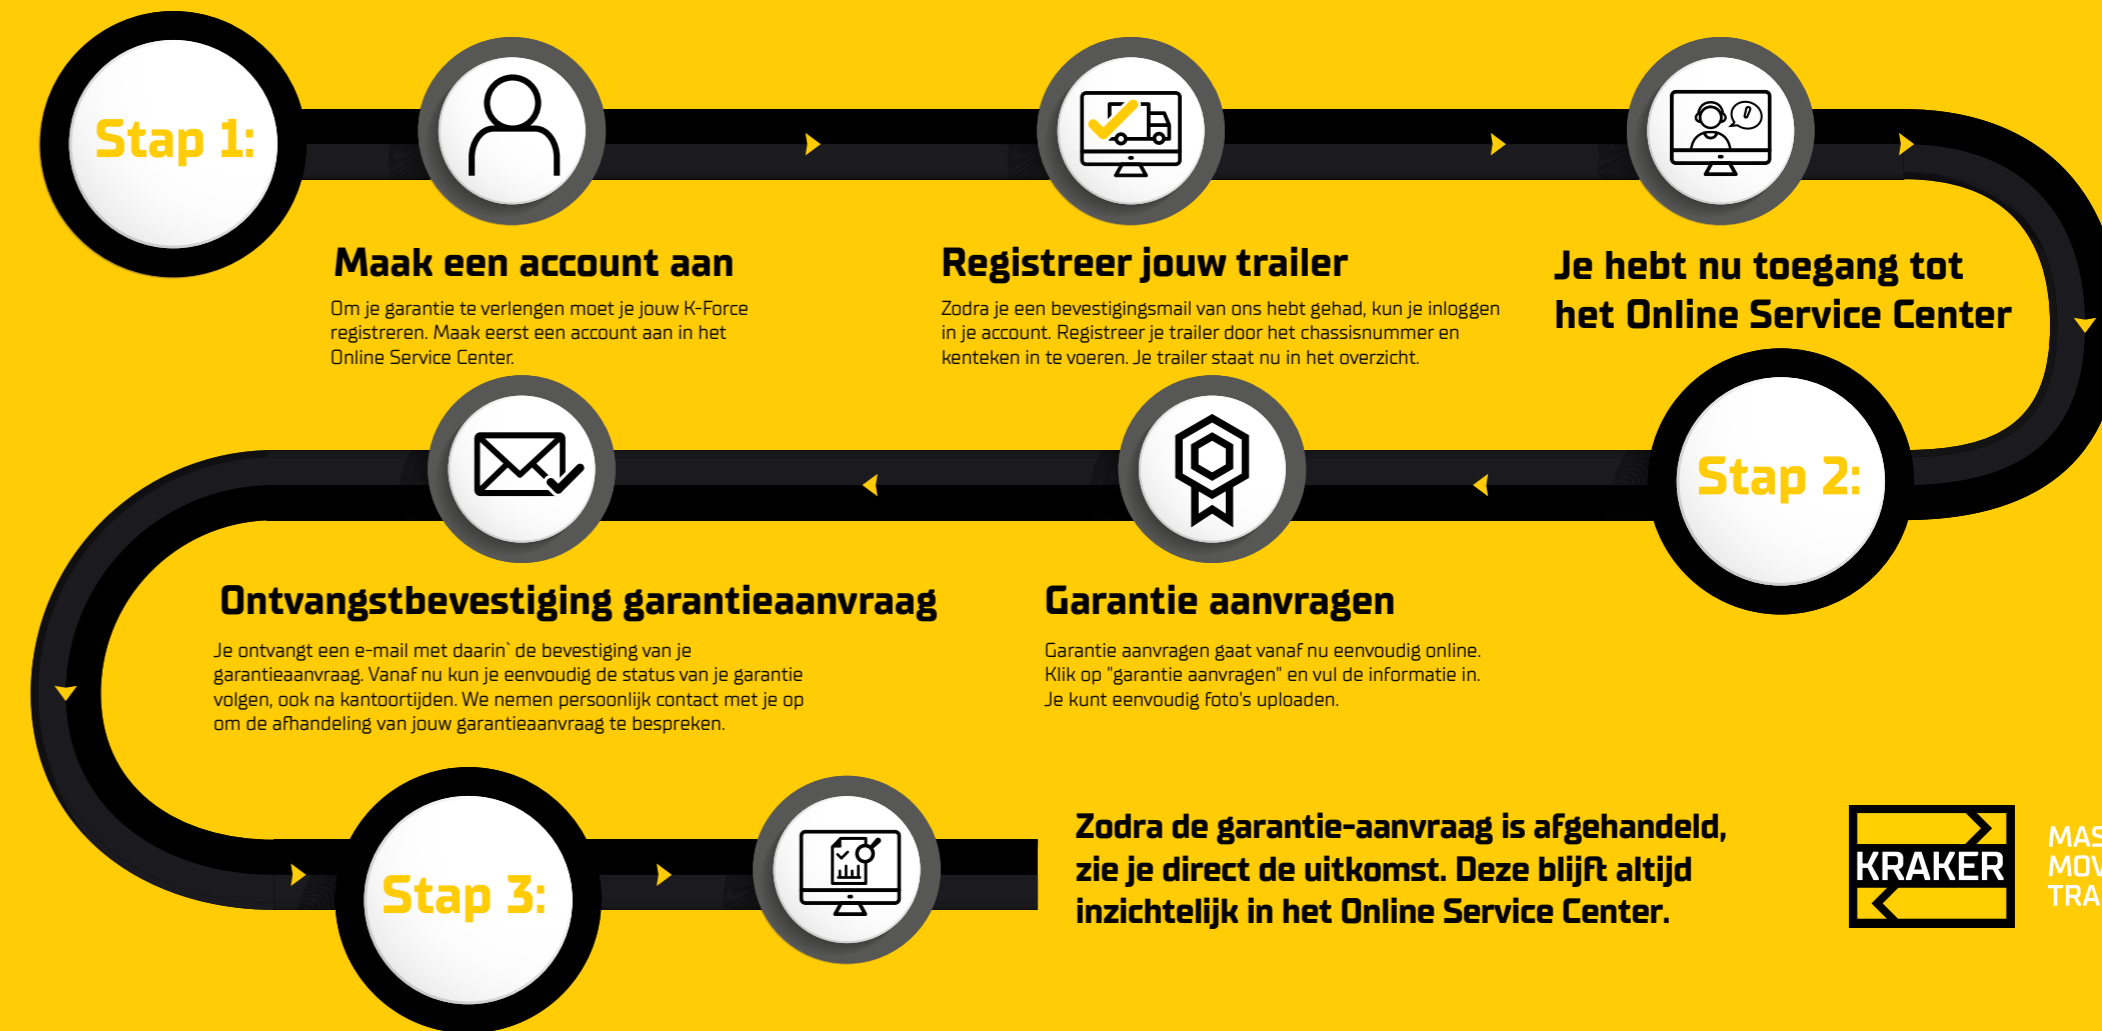 Stap 1:
Maak een account aan
Om je garantie te verlengen moet je jouw K-Force
registreren. Maak eerst een account aan in het
Online Service Center.
Registreer jouw trailer
Zodra je een bevestigingsmail van ons hebt gehad, kun je inloggen
in je account. Registreer je trailer door het chassisnummer en
kenteken in te voeren. Je trailer staat nu in het overzicht.
Je hebt nu toegang tot
het Online Service Center
Stap 2:
Garantie aanvragen
Garantie aanvragen gaat vanaf nu eenvoudig online.
Klik op "garantie aanvragen" en vul de informatie in.
Je kunt eenvoudig foto's uploaden.
Ontvangstbevestiging garantieaanvraag
Je ontvangt een e-mail met daarin` de bevestiging van je
garantieaanvraag. Vanaf nu kun je eenvoudig de status van je garantie
volgen, ook na kantoortijden. We nemen persoonlijk contact met je op
om de afhandeling van jouw garantieaanvraag te bespreken.
Stap 3:
Zodra de garantie-aanvraag is afgehandeld,
zie je direct de uitkomst. Deze blijft altijd
inzichtelijk in het Online Service Center.
KRAKER